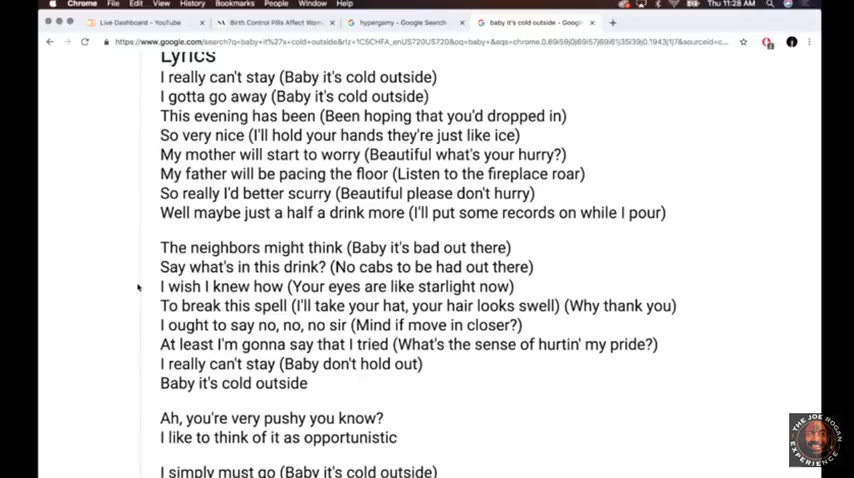 Chrome File Edit View History Bookmarks People Window Help
Thu 11:28 AM
Live Dashboard - YouTube
Birth Control Pills Affect Wom
hypergamy - Google Search
baby it's cold outside - Goog
Lyrics
I really can't stay (Baby it's cold outside)
I gotta go away (Baby it's cold outside)
This evening has been (Been hoping that you'd dropped in)
So very nice (I'll hold your hands they're just like ice)
My mother will start to worry (Beautiful what's your hurry?)
My father will be pacing the floor (Listen to the fireplace roar)
So really I'd better scurry (Beautiful please don't hurry)
Well maybe just a half a drink more (I'll put some records on while I pour)
The neighbors might think (Baby it's bad out there)
Say what's in this drink? (No cabs to be had out there)
I wish I knew how (Your eyes are like starlight now)
To break this spell (I'll take your hat, your hair looks swell) (Why thank you)
I ought to say no, no, no sir (Mind if move in closer?)
At least I'm gonna say that I tried (What's the sense of hurtin' my pride?)
I really can't stay (Baby don't hold out)
Baby it's cold outside
Ah, you're very pushy you know?
I like to think of it as opportunistic
I simply must go (Baby it's cold outside)
THE JOE ROGAN
EXPERIENCE